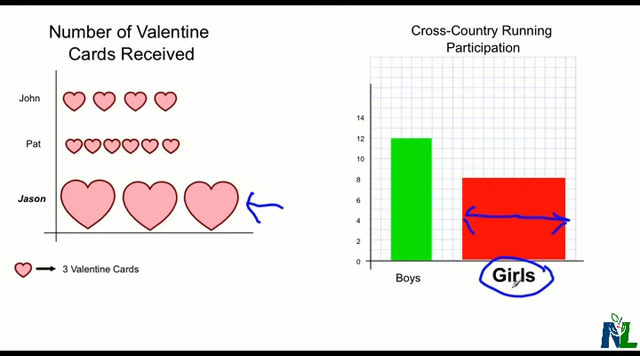 Number of Valentine
Cards Received
John
Pat
Jason
3 Valentine Cards
Cross-Country Running
Participation
14
12
10
8
6
4
2
0
Boys
Girls
NL